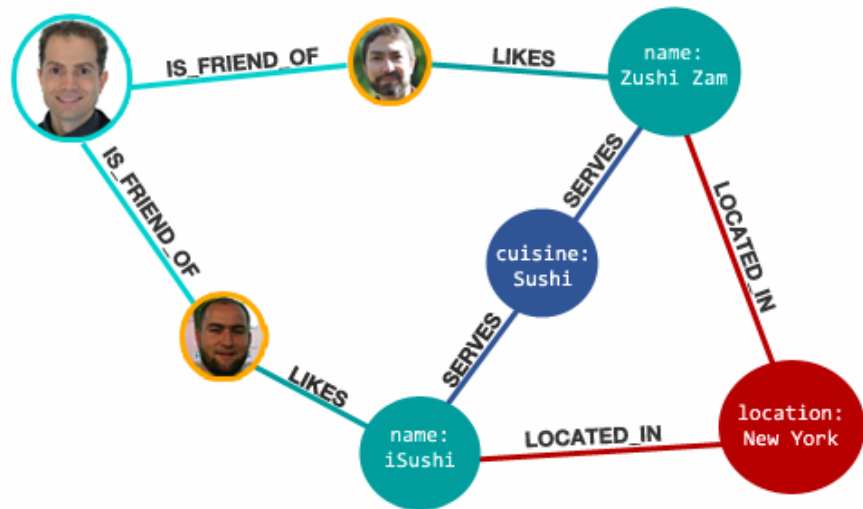 IS_FRIEND_OF
LIKES
name:
Zushi Zam
IS_FRIEND_OF
SERVES
LOCATED_IN
cuisine:
Sushi
SERVES
LIKES
name:
iSushi
LOCATED_IN
location:
New York